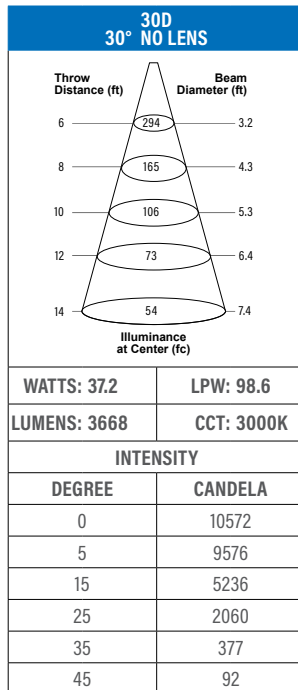 30D
30° NO LENS
Throw Beam
Distance (ft) Diameter (ft)
6 294 3.2
8 165 4.3
10 106 5.3
12 73 6.4
14 54 7.4
Illuminance
at Center (fc)
WATTS: 37.2 LPW: 98.6
LUMENS: 3668 CCT: 3000K
INTENSITY
DEGREE CANDELA
0 10572
5 9576
15 5236
25 2060
35 377
45 92